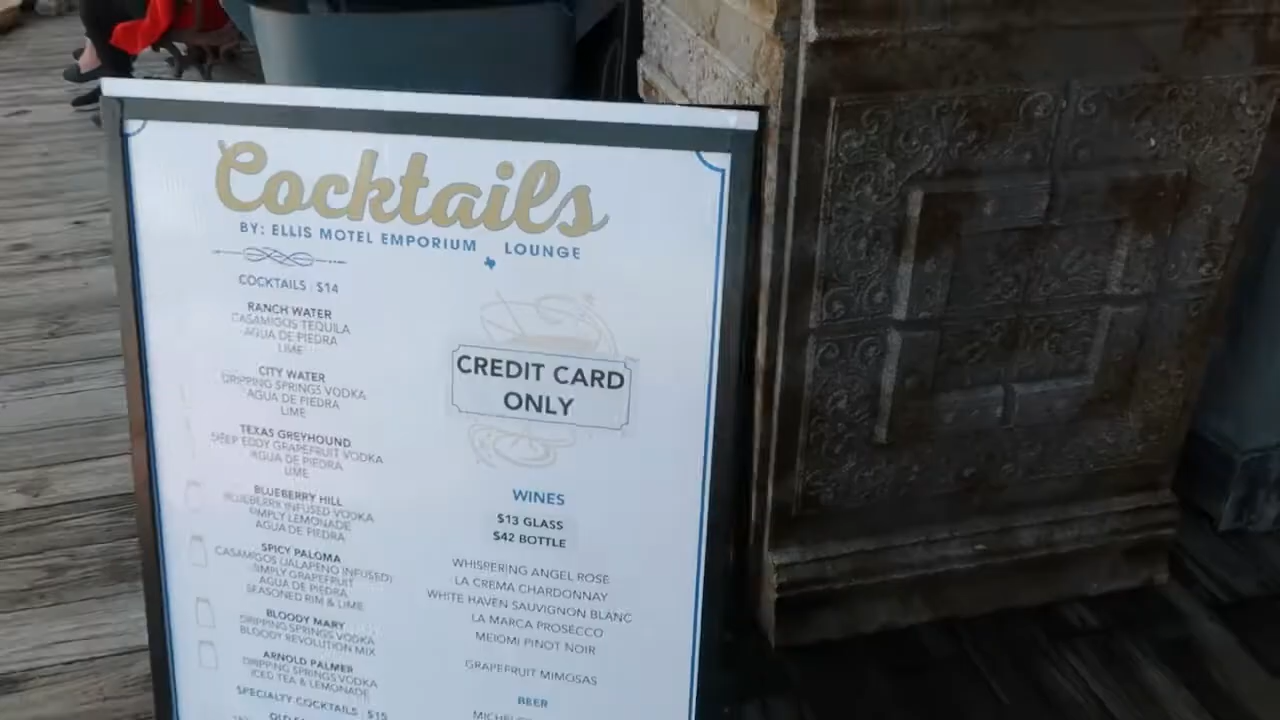 Cocktails
BY: ELLIS MOTEL EMPORIUM LOUNGE
COCKTAILS | $14
RANCH WATER
CASAMIGOS TEQUILA
AGUA DE PIEDRA
LIME
CITY WATER
DRIPPING SPRINGS VODKA
AGUA DE PIEDRA
LIME
TEXAS GREYHOUND
DEEP EDDY GRAPEFRUIT VODKA
AGUA DE PIEDRA
LIME
BLUEBERRY HILL
BLUEBERRY INFUSED VODKA
SIMPLY LEMONADE
AGUA DE PIEDRA
SPICY PALOMA
CASAMIGOS (JALAPENO INFUSED)
SIMPLY GRAPEFRUIT
AGUA DE PIEDRA
SEASONED RIM & LIME
BLOODY MARY
DRIPPING SPRINGS VODKA
BLOODY REVOLUTION MIX
ARNOLD PALMER
DRIPPING SPRINGS VODKA
ICED TEA & LEMONADE
SPECIALTY COCKTAILS | $15
CREDIT CARD
ONLY
WINES
$13 GLASS
$42 BOTTLE
WHISPERING ANGEL ROSE
LA CREMA CHARDONNAY
WHITE HAVEN SAUVIGNON BLANC
LA MARCA PROSECCO
MEIOMI PINOT NOIR
GRAPEFRUIT MIMOSAS
BEER